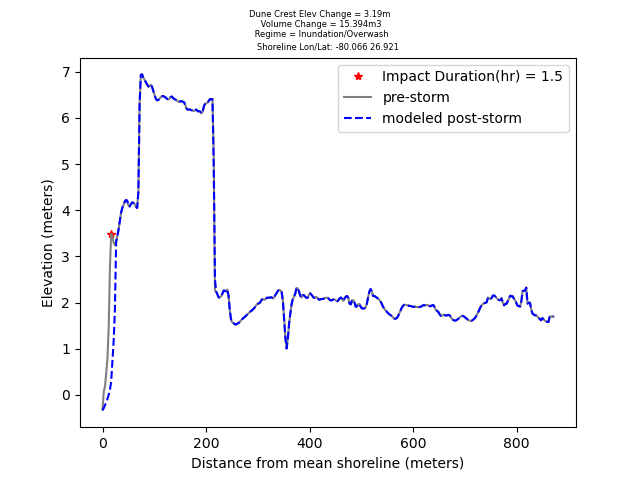 Dune Crest Elev Change = 3.19m
Volume Change = 15.394m3
Regime = Inundation/Overwash
Shoreline Lon/Lat: -80.066 26.921
Impact Duration(hr) = 1.5
pre-storm
modeled post-storm
7
6
5
4
3
2
1
0
Elevation (meters)
0 200 400 600 800
Distance from mean shoreline (meters)